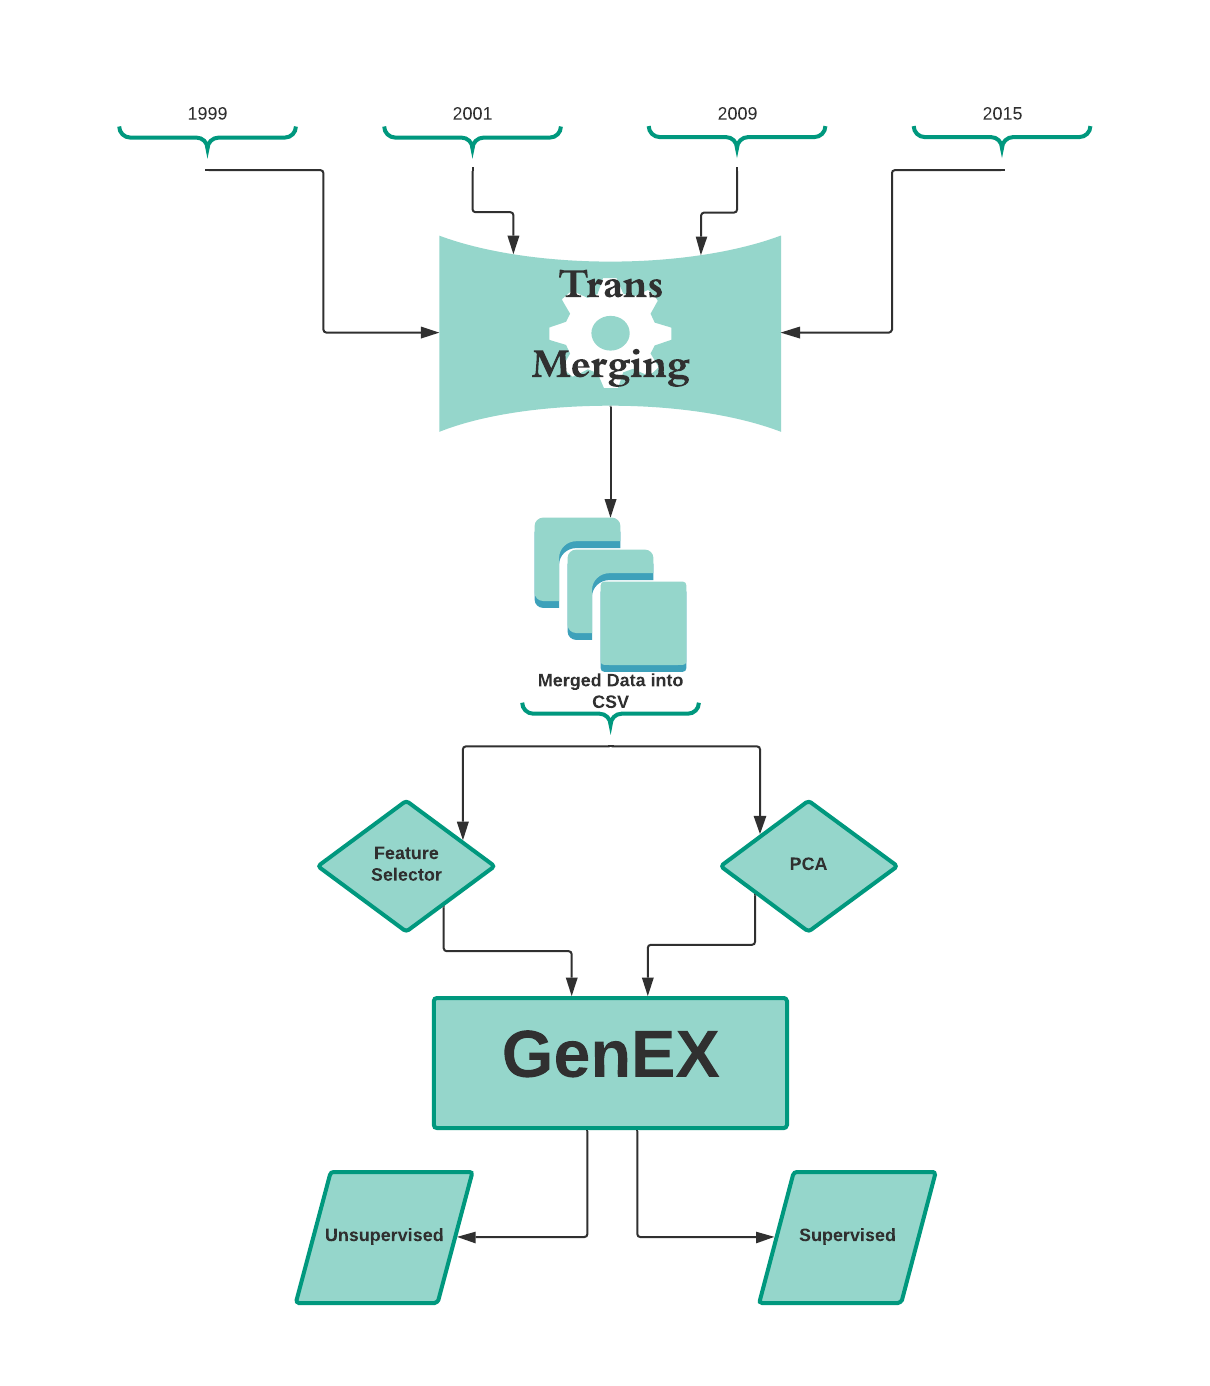 1999
2001
2009
2015
Trans
Merging
Merged Data into
CSV
Feature
Selector
PCA
GenEX
Unsupervised
Supervised